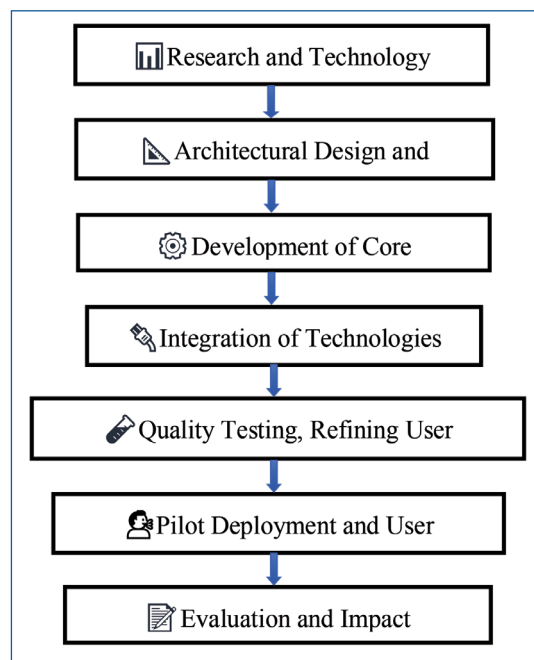 Research and Technology
Architectural Design and
Development of Core
Integration of Technologies
Quality Testing, Refining User
Pilot Deployment and User
Evaluation and Impact